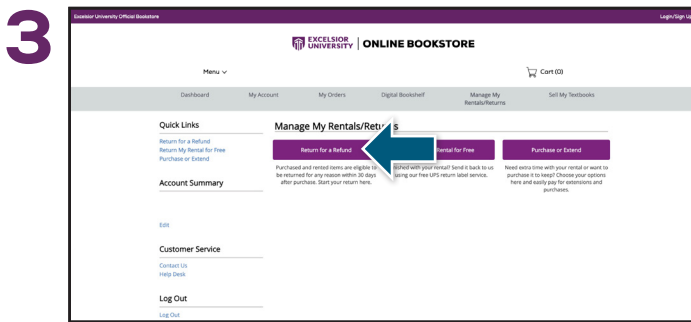 3
Excelsior University Official Bookstore
Login/Sign Up
EXCELSIOR UNIVERSITY | ONLINE BOOKSTORE
Menu
Cart (0)
Dashboard My Account My Orders Digital Bookshelf Manage My Rentals/Returns Sell My Textbooks
Quick Links
Return for a Refund
Return My Rental for Free
Purchase or Extend
Account Summary
Edit
Customer Service
Contact Us
Help Desk
Log Out
Log Out
Manage My Rentals/Returns
Return for a Refund
Purchased and rented items are eligible to
be returned for any reason within 30 days
after purchase. Start your return here.
Rental for Free
with your rental? Send it back to us
using our free UPS return label service.
Purchase or Extend
Need extra time with your rental or want to
purchase it to keep? Choose your options
here and easily pay for extensions and
purchases.